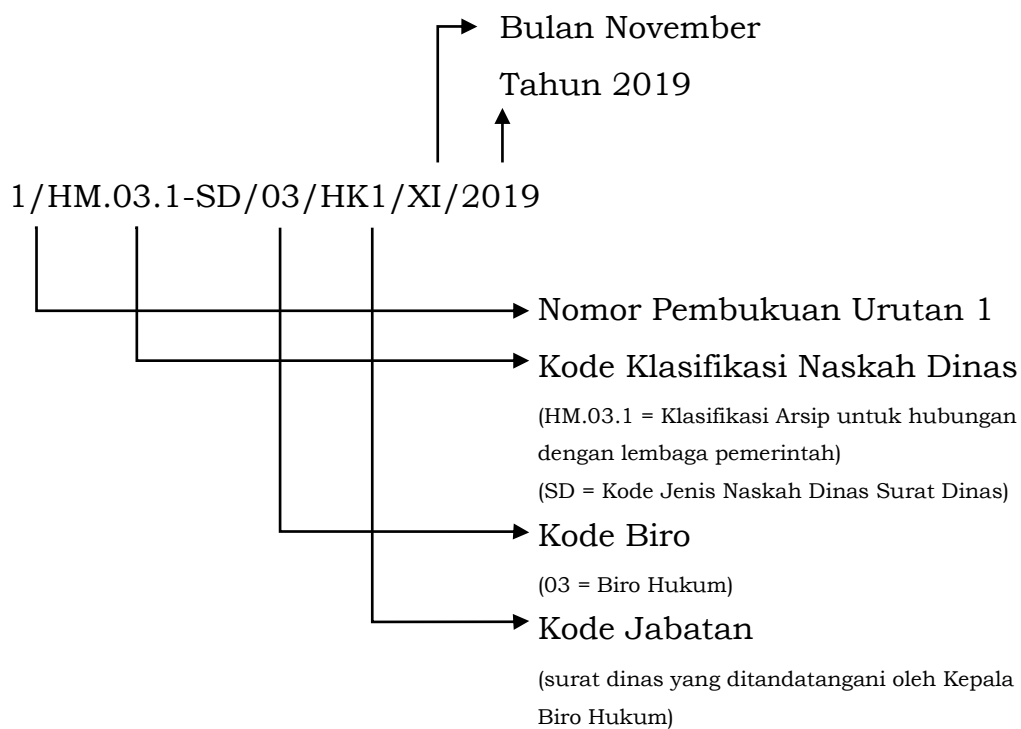 Bulan November
Tahun 2019
1/HM.03.1-SD/03/HK1/XI/2019
Nomor Pembukuan Urutan 1
Kode Klasifikasi Naskah Dinas
(HM.03.1 = Klasifikasi Arsip untuk hubungan
dengan lembaga pemerintah)
(SD = Kode Jenis Naskah Dinas Surat Dinas)
Kode Biro
(03 = Biro Hukum)
Kode Jabatan
(surat dinas yang ditandatangani oleh Kepala
Biro Hukum)